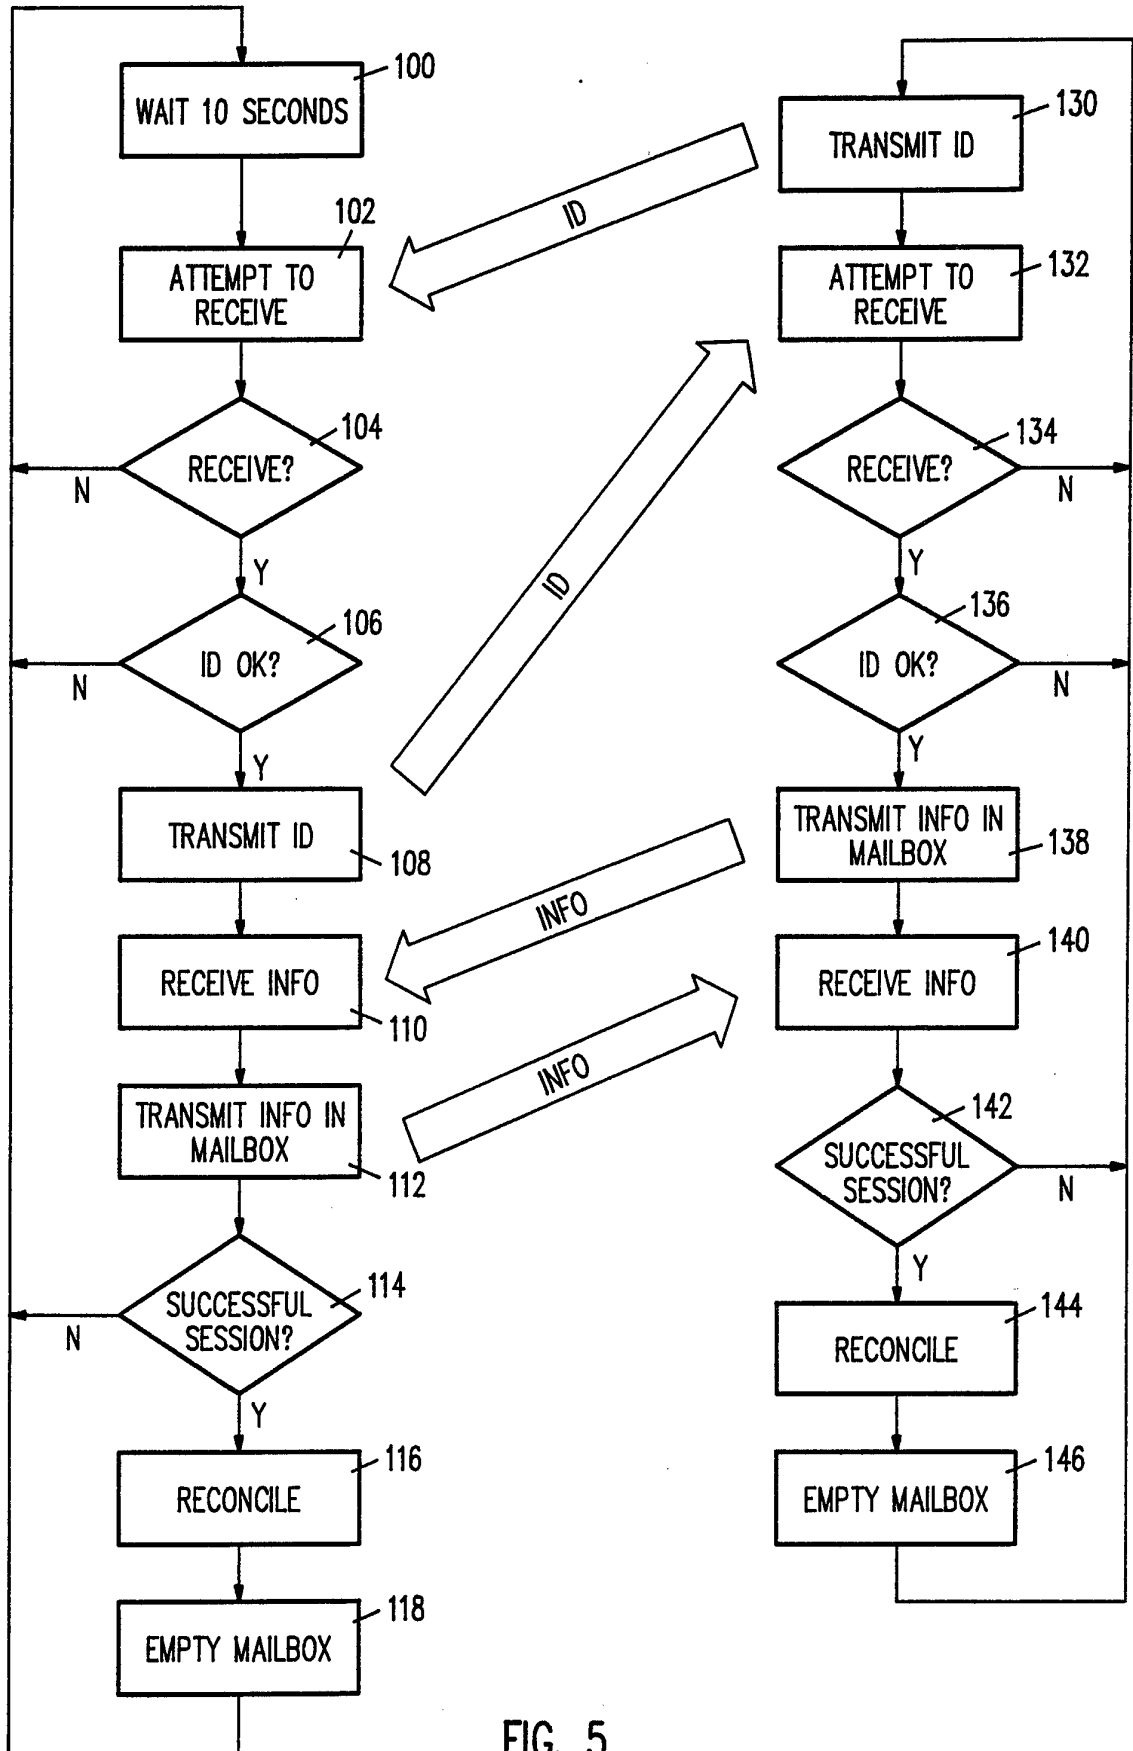 100
WAIT 10 SECONDS
102
ATTEMPT TO
RECEIVE
104
RECEIVE?
N
Y
106
ID OK?
N
Y
TRANSMIT ID
108
RECEIVE INFO
110
TRANSMIT INFO IN
MAILBOX
112
114
SUCCESSFUL
SESSION?
N
Y
116
RECONCILE
118
EMPTY MAILBOX
ID
ID
INFO
INFO
130
TRANSMIT ID
132
ATTEMPT TO
RECEIVE
134
RECEIVE?
N
Y
136
ID OK?
N
Y
TRANSMIT INFO IN
MAILBOX
138
140
RECEIVE INFO
142
SUCCESSFUL
SESSION?
N
Y
144
RECONCILE
146
EMPTY MAILBOX
FIG. 5